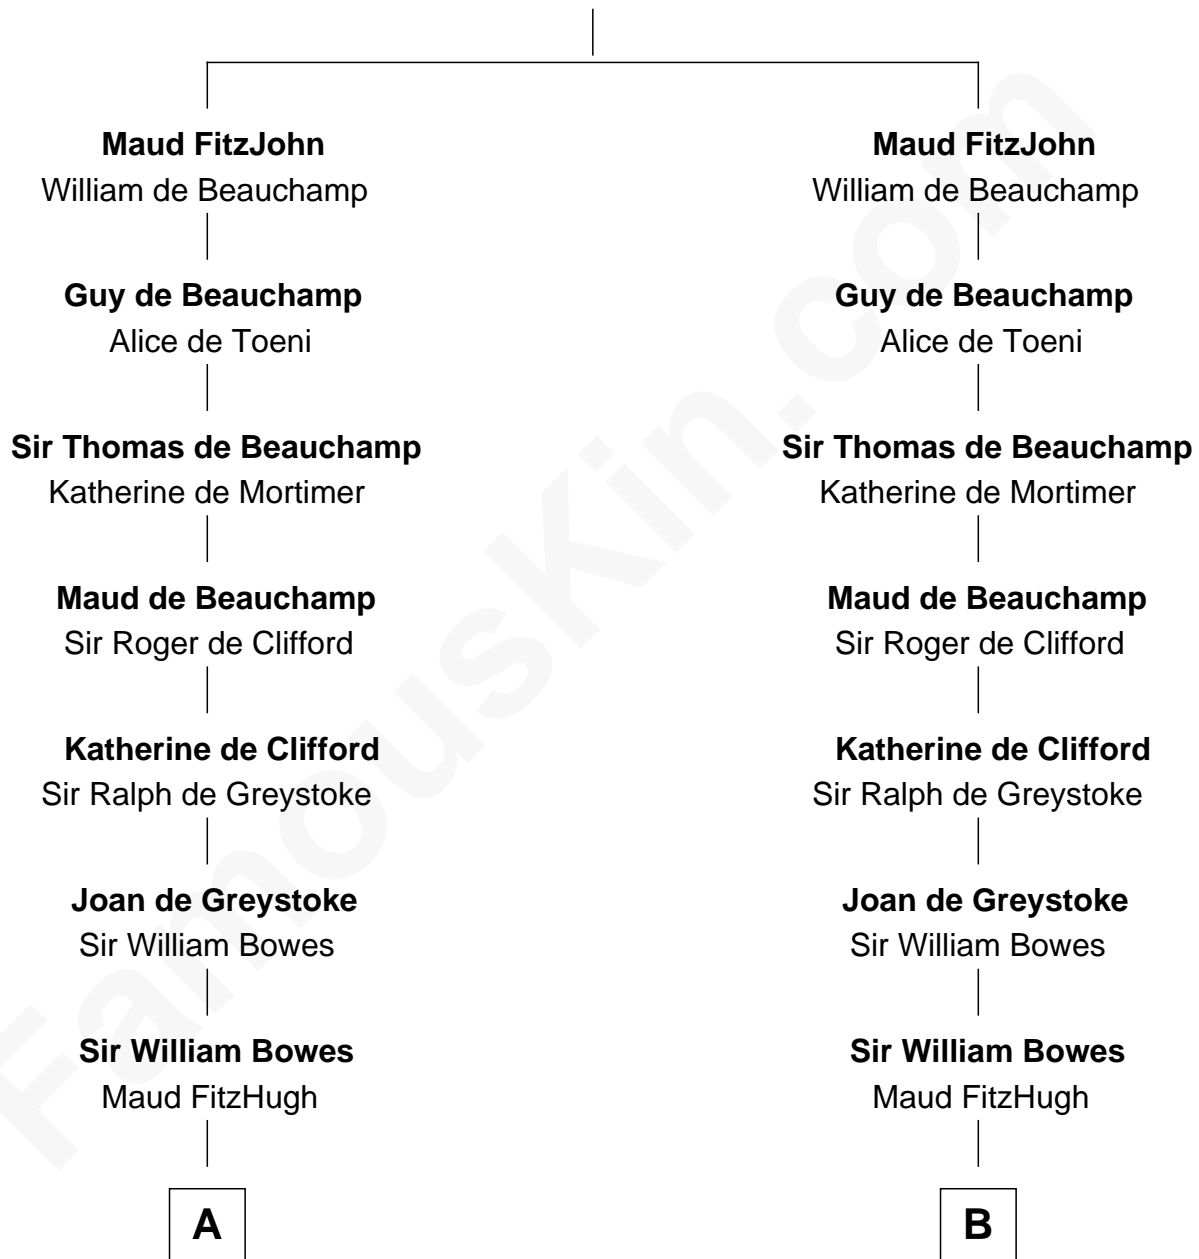 Maud FitzJohn Maud FitzJohn
William de Beauchamp William de Beauchamp
Guy de Beauchamp Guy de Beauchamp
Alice de Toeni Alice de Toeni
Sir Thomas de Beauchamp Sir Thomas de Beauchamp
Katherine de Mortimer Katherine de Mortimer
Maud de Beauchamp Maud de Beauchamp
Sir Roger de Clifford Sir Roger de Clifford
Katherine de Clifford Katherine de Clifford
Sir Ralph de Greystoke Sir Ralph de Greystoke
Joan de Greystoke Joan de Greystoke
Sir William Bowes Sir William Bowes
Sir William Bowes Sir William Bowes
Maud FitzHugh Maud FitzHugh
A B
FamousKin.com